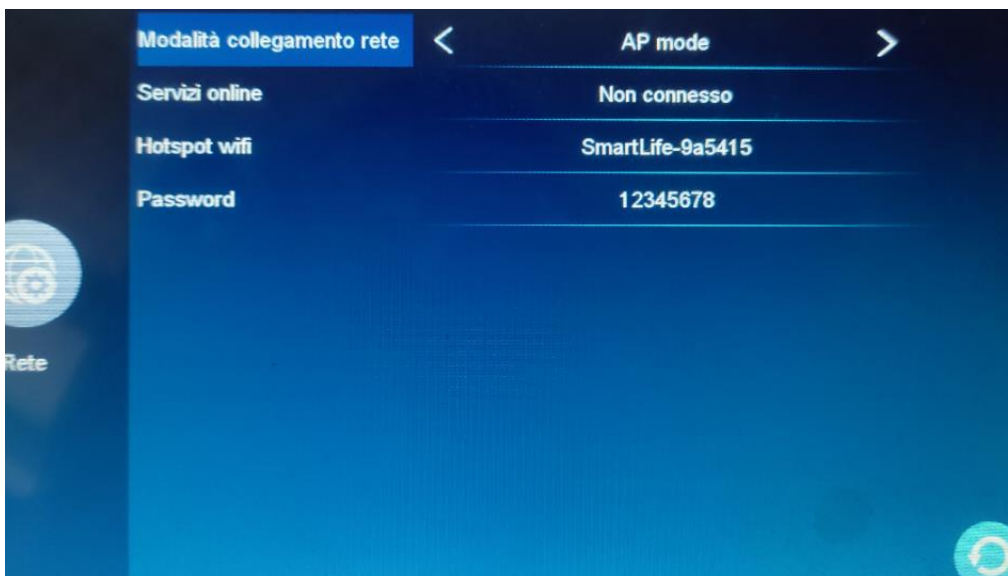 Modalità collegamento rete < AP mode >
Servizi online Non connesso
Hotspot wifi SmartLife-9a5415
Password 12345678
Rete